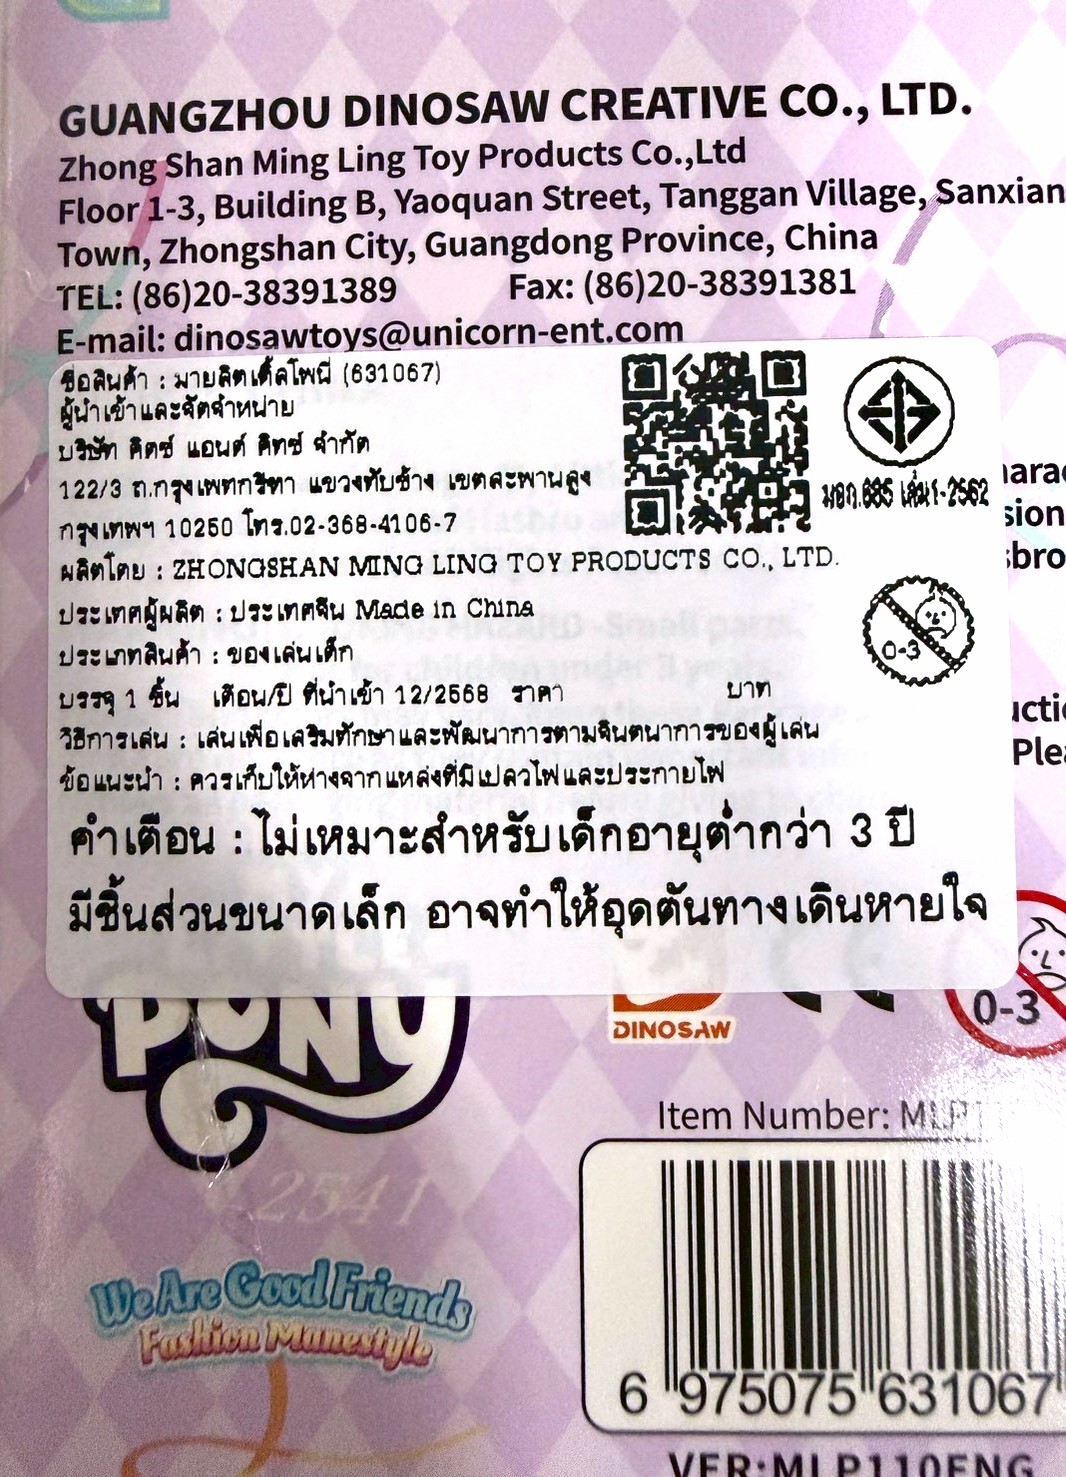 GUANGZHOU DINOSAW CREATIVE CO., LTD.
Zhong Shan Ming Ling Toy Products Co.,Ltd
Floor 1-3, Building B, Yaoquan Street, Tanggan Village, Sanxian
Town, Zhongshan City, Guangdong Province, China
TEL: (86)20-38391389 Fax: (86)20-38391381
E-mail: dinosawtoys@unicorn-ent.com
ชื่อสินค้า : มายลิตเติ้ลโพนี่ (631067)
ผู้นำเข้าและจัดจำหน่าย
บริษัท คิตซ์ แอนด์ คิทซ์ จำกัด
122/3 ถ.กรุงเทพกรีฑา แขวงทับช้าง เขตสะพานสูง
กรุงเทพฯ 10250 โทร.02-368-4106-7
มอก.685 เล่ม1-2562
ผลิตโดย : ZHONGSHAN MING LING TOY PRODUCTS CO., LTD.
ประเทศผู้ผลิต : ประเทศจีน Made in China
ประเภทสินค้า : ของเล่นเด็ก
0-3
บรรจุ 1 ชิ้น เดือน/ปี ที่นำเข้า 12/2568 ราคา บาท
วิธีการเล่น : เล่นเพื่อเสริมทักษาและพัฒนาการตามจินตนาการของผู้เล่น
ข้อแนะนำ : ควรเก็บให้ห่างจากแหล่งที่มีเปลวไฟและประกายไฟ
คำเตือน : ไม่เหมาะสำหรับเด็กอายุต่ำกว่า 3 ปี
มีชิ้นส่วนขนาดเล็ก อาจทำให้อุดตันทางเดินหายใจ
PONY
DINOSAW
0-3
Item Number: MLP
2541
We Are Good Friends
Fashion Manestyle
6 975075 631067
VER:MLP110ENG